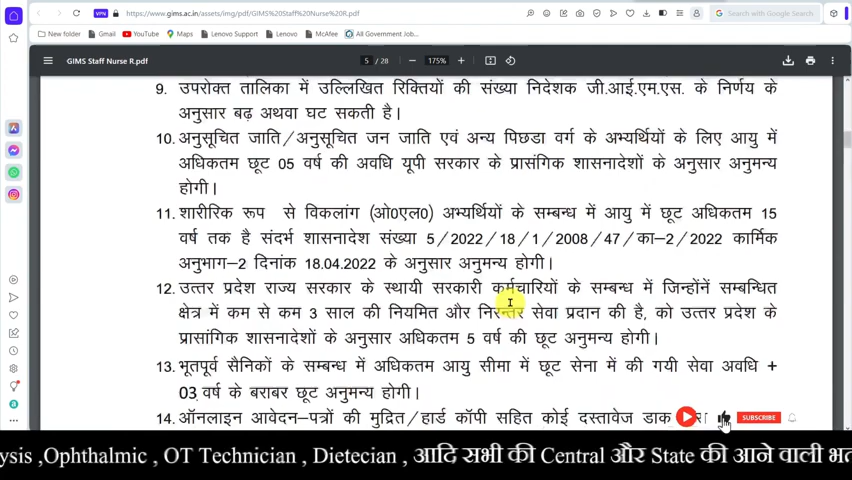 5
https://www.gims.ac.in/assets/img/pdf/GIMS%20Staff%20Nurse%20R.pdf
VPN
Search with Google Search
New folder
Gmail
YouTube
Maps
Lenovo Support
Lenovo
McAfee
All Government Job...
GIMS Staff Nurse R.pdf
5 / 28
175%
9. उपरोक्त तालिका में उल्लिखित रिक्तियों की संख्या निदेशक जी.आई.एम.एस. के निर्णय के
अनुसार बढ़ अथवा घट सकती है।
10. अनुसूचित जाति/अनुसूचित जन जाति एवं अन्य पिछडा वर्ग के अभ्यर्थियों के लिए आयु में
अधिकतम छूट 05 वर्ष की अवधि यूपी सरकार के प्रासंगिक शासनादेशों के अनुसार अनुमन्य
होगी।
11. शारीरिक रूप से विकलांग (ओ0एल0) अभ्यर्थियों के सम्बन्ध में आयु में छूट अधिकतम 15
वर्ष तक है संदर्भ शासनादेश संख्या 5/2022/18/1/2008/47/का–2/2022 कार्मिक
अनुभाग–2 दिनांक 18.04.2022 के अनुसार अनुमन्य होगी।
12. उत्तर प्रदेश राज्य सरकार के स्थायी सरकारी कर्मचारियों के सम्बन्ध में जिन्होंनें सम्बन्धित
क्षेत्र में कम से कम 3 साल की नियमित और निरन्तर सेवा प्रदान की है, को उत्तर प्रदेश के
प्रासांगिक शासनादेशों के अनुसार अधिकतम 5 वर्ष की छूट अनुमन्य होगी।
13. भूतपूर्व सैनिकों के सम्बन्ध में अधिकतम आयु सीमा में छूट सेना में की गयी सेवा अवधि +
03 वर्ष के बराबर छूट अनुमन्य होगी।
14. ऑनलाइन आवेदन–पत्रों की मुद्रित/हार्ड कॉपी सहित कोई दस्तावेज डाक
SUBSCRIBE
ysis ,Ophthalmic , OT Technician , Dietecian , आदि सभी की Central और State की आने वाली भत